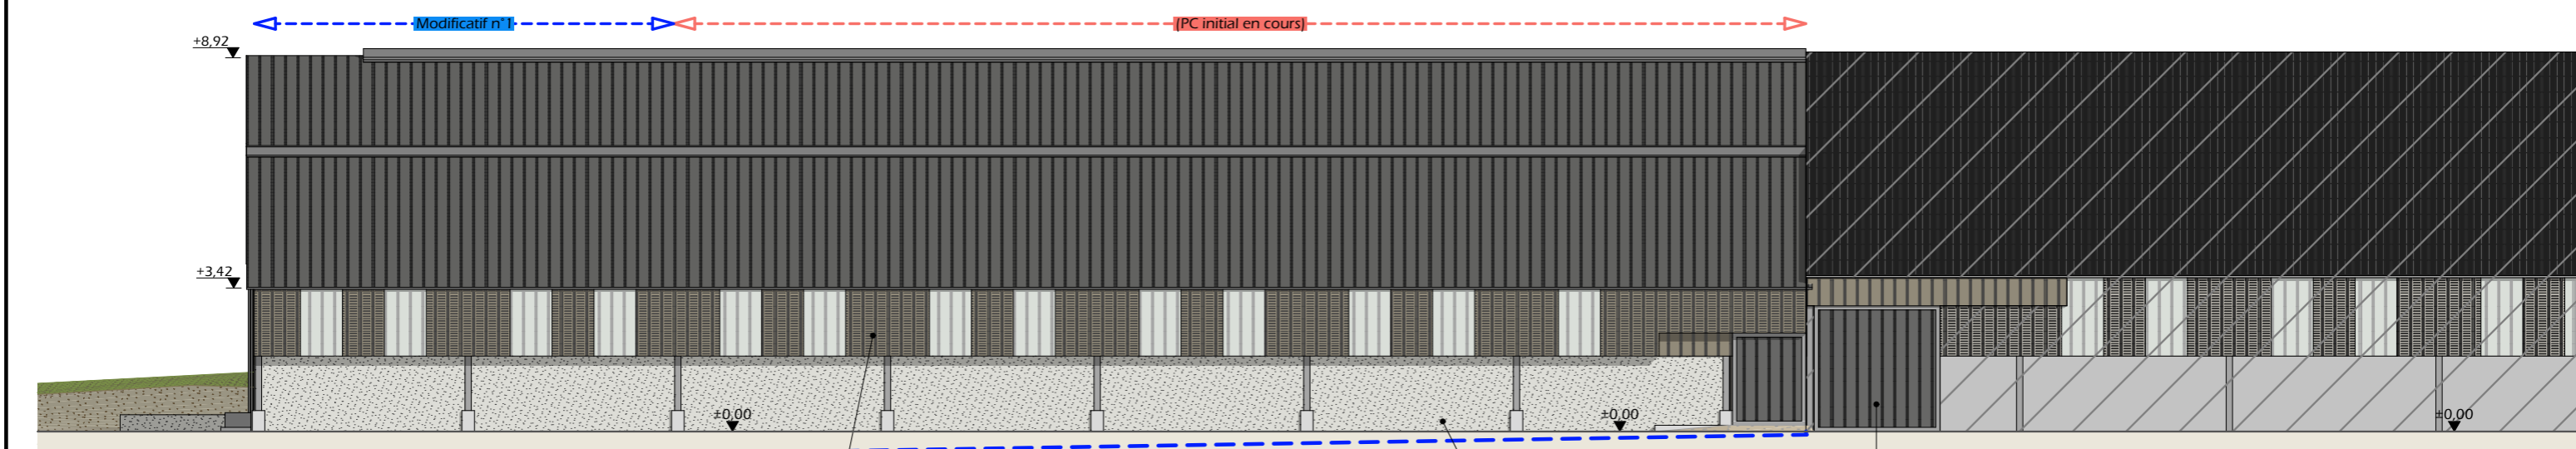 Modificatif n°1
(PC initial en cours)
+8,92
+3,42
±0,00
±0,00
±0,00